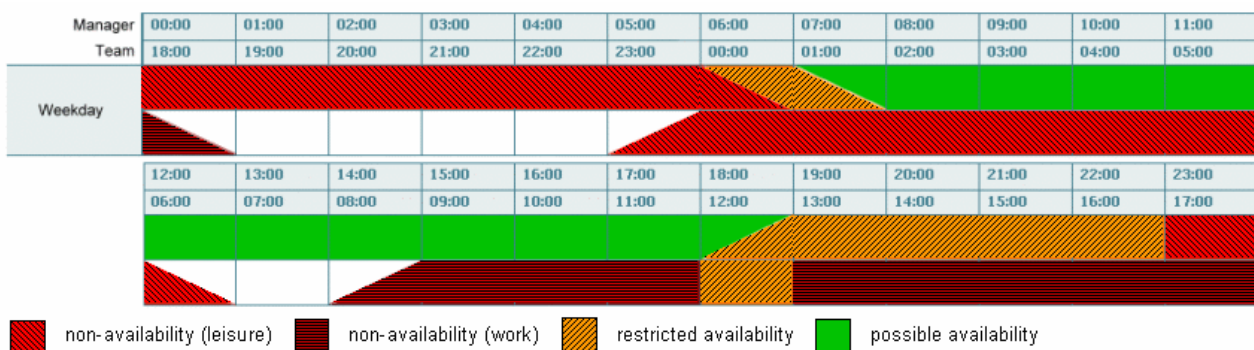 Manager 00:00 01:00 02:00 03:00 04:00 05:00 06:00 07:00 08:00 09:00 10:00 11:00
Team 18:00 19:00 20:00 21:00 22:00 23:00 00:00 01:00 02:00 03:00 04:00 05:00
Weekday
12:00 13:00 14:00 15:00 16:00 17:00 18:00 19:00 20:00 21:00 22:00 23:00
06:00 07:00 08:00 09:00 10:00 11:00 12:00 13:00 14:00 15:00 16:00 17:00
non-availability (leisure) non-availability (work) restricted availability possible availability